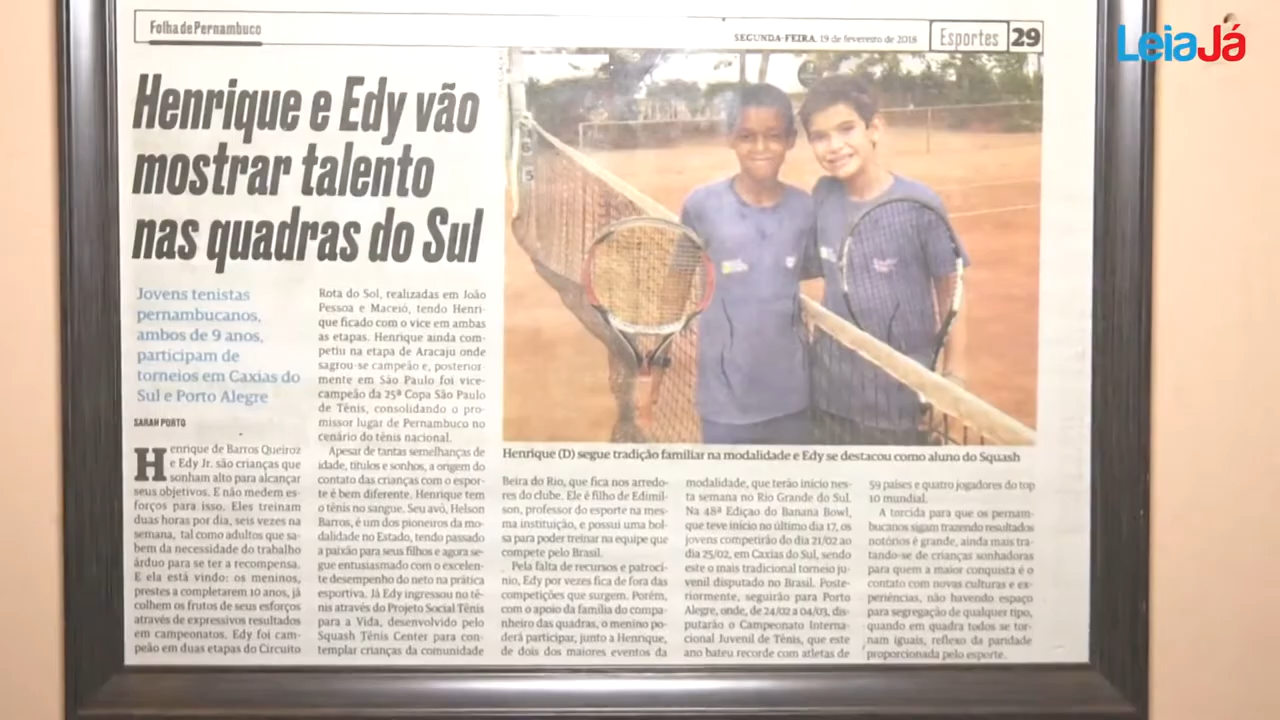 Folha de Pernambuco
SEGUNDA-FEIRA, 19 de fevereiro de 2018
Esportes
29
LeiaJá
Henrique e Edy vão
mostrar talento
nas quadras do Sul
Jovens tenistas
pernambucanos,
ambos de 9 anos,
participam de
torneios em Caxias do
Sul e Porto Alegre
SARAH PORTO
Henrique de Barros Queiroz
e Edy Jr. são crianças que
sonham alto para alcançar
seus objetivos. E não medem es-
forços para isso. Eles treinam
duas horas por dia, seis vezes na
semana, tal como adultos que sa-
bem da necessidade do trabalho
árduo para se ter a recompensa.
E ela está vindo: os meninos,
prestes a completarem 10 anos, já
colhem os frutos de seus esforços
através de expressivos resultados
em campeonatos. Edy foi cam-
peão em duas etapas do Circuito
Rota do Sol, realizadas em João
Pessoa e Maceió, tendo Henri-
que ficado com o vice em ambas
as etapas. Henrique ainda com-
petiu na etapa de Aracaju onde
sagrou-se campeão e, posterior-
mente em São Paulo foi vice-
campeão da 25ª Copa São Paulo
de Tênis, consolidando o pro-
missor lugar de Pernambuco no
cenário do tênis nacional.
Apesar de tantas semelhanças de
idade, títulos e sonhos, a origem do
contato das crianças com o espor-
te é bem diferente. Henrique tem
o tênis no sangue. Seu avô, Helson
Barros, é um dos pioneiros da mo-
dalidade no Estado, tendo passado
a paixão para seus filhos e agora se-
gue entusiasmado com o excelen-
te desempenho do neto na prática
esportiva. Já Edy ingressou no tê-
nis através do Projeto Social Tênis
para a Vida, desenvolvido pelo
Squash Tênis Center para con-
templar crianças da comunidade
Henrique (D) segue tradição familiar na modalidade e Edy se destacou como aluno do Squash
Beira do Rio, que fica nos arredo-
res do clube. Ele é filho de Edimil-
son, professor do esporte na mes-
ma instituição, e possui uma bol-
sa para poder treinar na equipe que
compete pelo Brasil.
Pela falta de recursos e patrocí-
nio, Edy por vezes fica de fora das
competições que surgem. Porém,
com o apoio da família do compa-
nheiro das quadras, o menino po-
derá participar, junto a Henrique,
de dois dos maiores eventos da
modalidade, que terão início nes-
ta semana no Rio Grande do Sul.
Na 48ª Edição do Banana Bowl,
que teve início no último dia 17, os
jovens competirão do dia 21/02 ao
dia 25/02, em Caxias do Sul, sendo
este o mais tradicional torneio ju-
venil disputado no Brasil. Poste-
riormente, seguirão para Porto
Alegre, onde, de 24/02 a 04/03, dis-
putarão o Campeonato Interna-
cional Juvenil de Tênis, que este
ano bateu recorde com atletas de
59 países e quatro jogadores do top
10 mundial.
A torcida para que os pernam-
bucanos sigam trazendo resultados
notórios é grande, ainda mais tra-
tando-se de crianças sonhadoras
para quem a maior conquista é o
contato com novas culturas e ex-
periências, não havendo espaço
para segregação de qualquer tipo,
quando em quadra todos se tor-
nam iguais, reflexo da paridade
proporcionada pelo esporte.